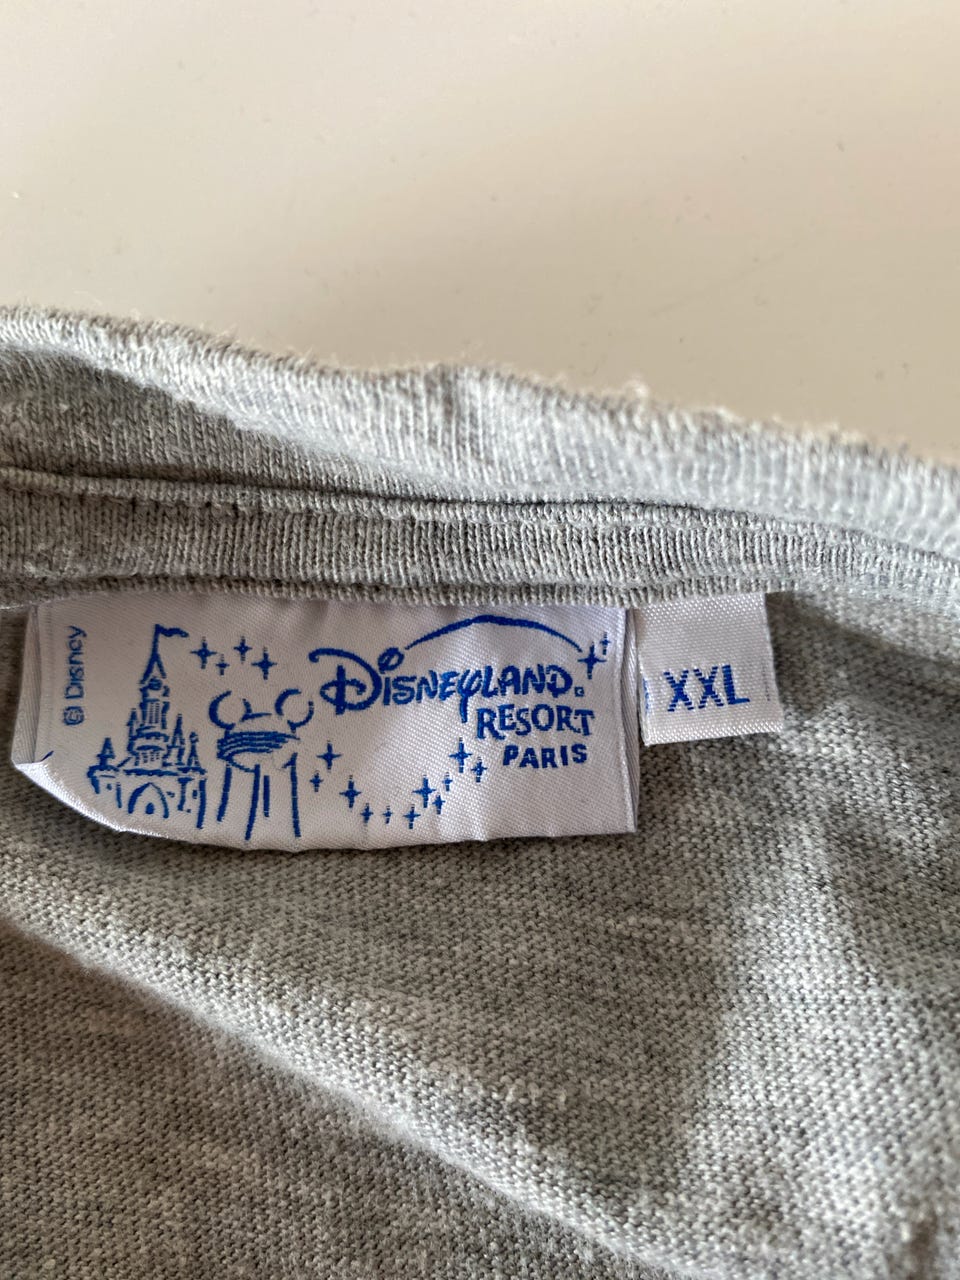 © Disney
DISNEYLAND®
RESORT
PARIS
XXL